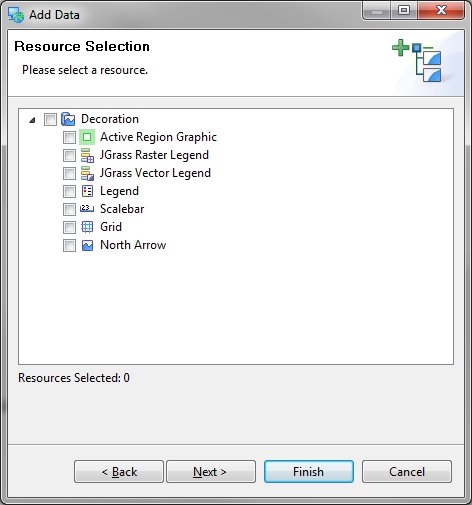 Add Data
Resource Selection
Please select a resource.
Decoration
Active Region Graphic
JGrass Raster Legend
JGrass Vector Legend
Legend
Scalebar
Grid
North Arrow
Resources Selected: 0
< Back
Next >
Finish
Cancel